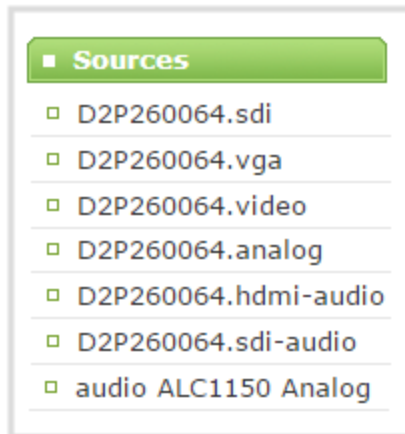 Sources
D2P260064.sdi
D2P260064.vga
D2P260064.video
D2P260064.analog
D2P260064.hdmi-audio
D2P260064.sdi-audio
audio ALC1150 Analog